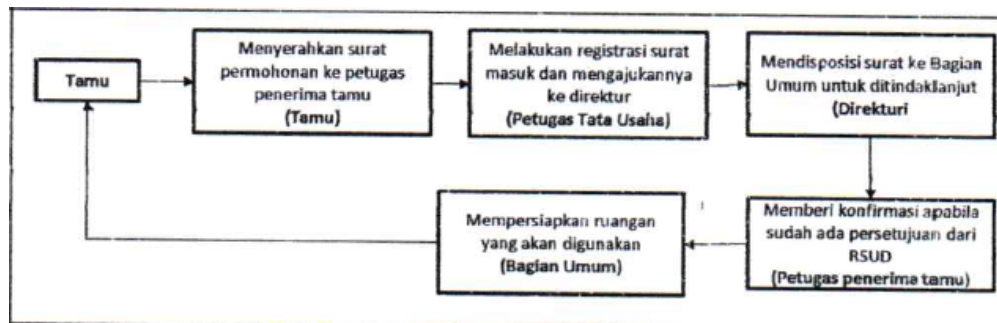 Tamu
Menyerahkan surat
permohonan ke petugas
penerima tamu
(Tamu)
Melakukan registrasi surat
masuk dan mengajukannya
ke direktur
(Petugas Tata Usaha)
Mendisposisi surat ke Bagian
Umum untuk ditindaklanjut
(Direkturi
Memberi konfirmasi apabila
sudah ada persetujuan dari
RSUD
(Petugas penerima tamu)
Mempersiapkan ruangan
yang akan digunakan
(Bagian Umum)